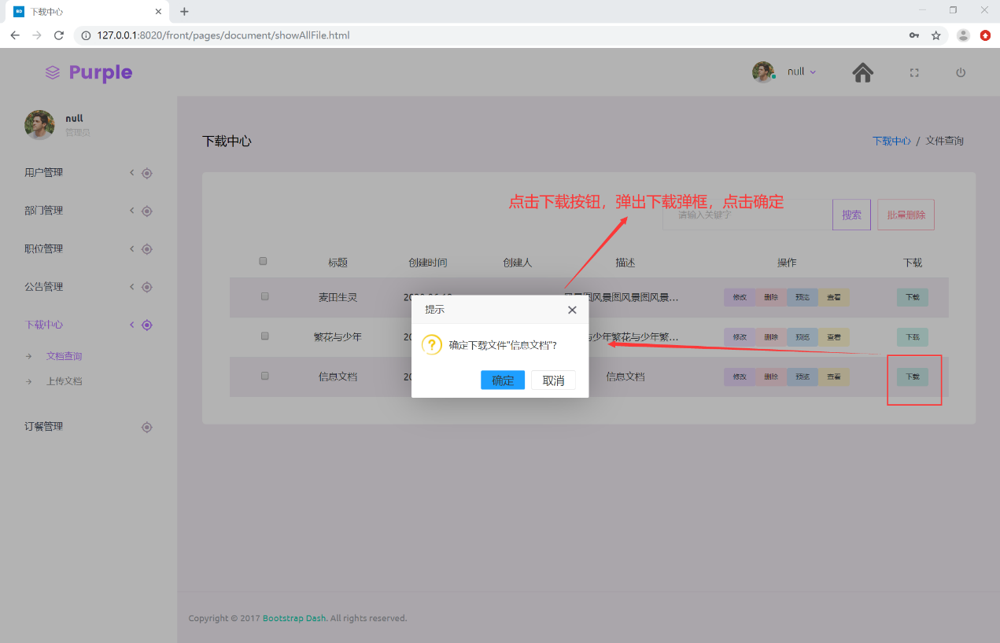 下载中心
127.0.0.1:8020/front/pages/document/showAllFile.html
Purple
null
null
管理员
用户管理
部门管理
职位管理
公告管理
下载中心
文档查询
上传文档
订餐管理
下载中心
下载中心 / 文件查询
点击下载按钮，弹出下载弹框，点击确定
请输入关键字 搜索 批量删除
标题 创建时间 创建人 描述 操作 下载
麦田生灵 风景图风景图风景图风景... 修改 删除 预览 查看 下载
繁花与少年 与少年繁花与少年繁... 修改 删除 预览 查看 下载
信息文档 信息文档 修改 删除 预览 查看 下载
提示
确定下载文件"信息文档"?
确定 取消
Copyright © 2017 Bootstrap Dash. All rights reserved.